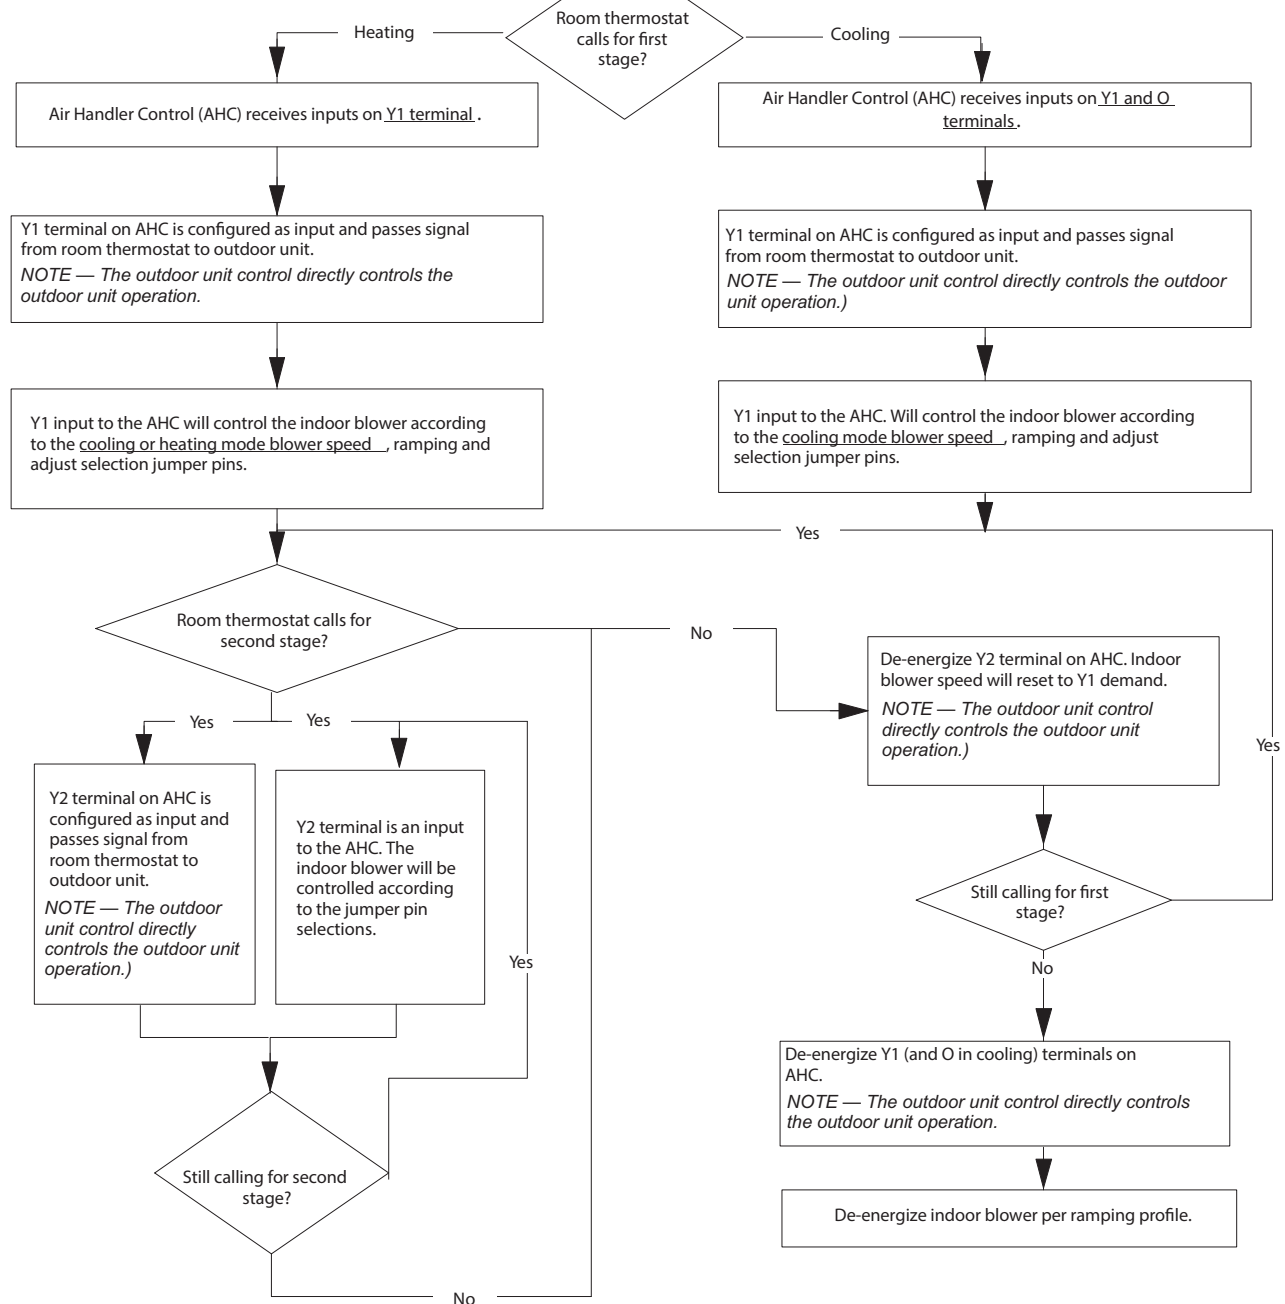 Room thermostat
calls for first
stage?
Heating
Cooling
Air Handler Control (AHC) receives inputs on Y1 terminal .
Air Handler Control (AHC) receives inputs on Y1 and O
terminals .
Y1 terminal on AHC is configured as input and passes signal
from room thermostat to outdoor unit.
NOTE — The outdoor unit control directly controls the
outdoor unit operation.
Y1 terminal on AHC is configured as input and passes signal
from room thermostat to outdoor unit.
NOTE — The outdoor unit control directly controls the outdoor
unit operation.)
Y1 input to the AHC will control the indoor blower according
to the cooling or heating mode blower speed , ramping and
adjust selection jumper pins.
Y1 input to the AHC. Will control the indoor blower according
to the cooling mode blower speed , ramping and adjust
selection jumper pins.
Yes
Room thermostat calls for
second stage?
No
De-energize Y2 terminal on AHC. Indoor
blower speed will reset to Y1 demand.
NOTE — The outdoor unit control
directly controls the outdoor unit
operation.)
Yes
Yes
Yes
Y2 terminal on AHC is
configured as input and
passes signal from
room thermostat to
outdoor unit.
NOTE — The outdoor
unit control directly
controls the outdoor unit
operation.)
Y2 terminal is an input
to the AHC. The
indoor blower will be
controlled according
to the jumper pin
selections.
Yes
Still calling for first
stage?
No
De-energize Y1 (and O in cooling) terminals on
AHC.
NOTE — The outdoor unit control directly controls
the outdoor unit operation.
Still calling for second
stage?
De-energize indoor blower per ramping profile.
No